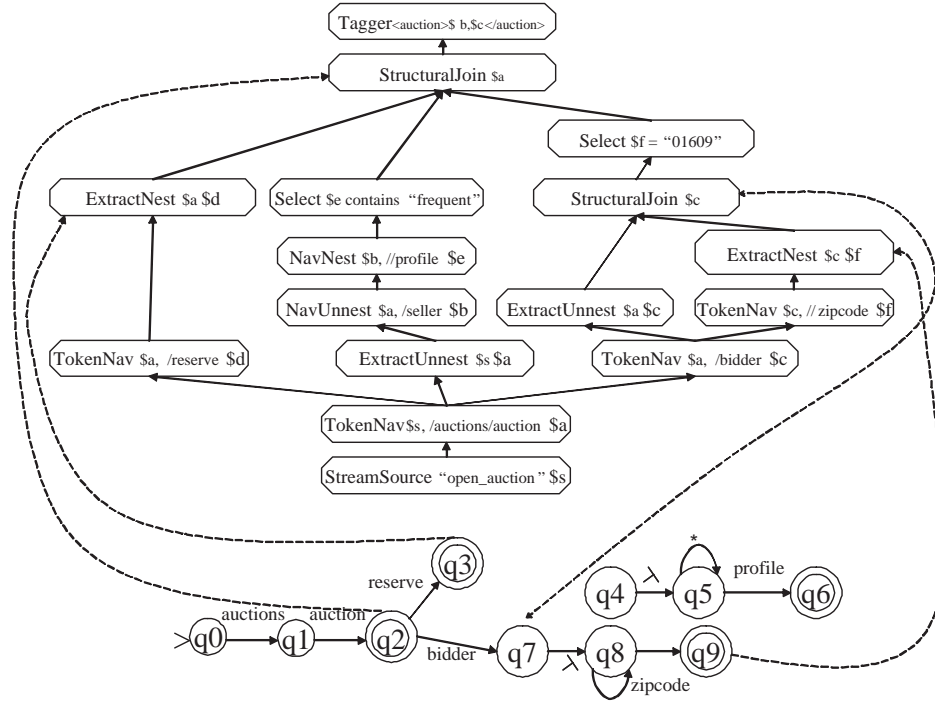 Tagger<auction>$ b,$c</auction>
StructuralJoin $a
Select $f = “01609”
ExtractNest $a $d
Select $e contains “frequent”
StructuralJoin $c
NavNest $b, //profile $e
ExtractNest $c $f
NavUnnest $a, /seller $b
ExtractUnnest $a $c
TokenNav $c, // zipcode $f
TokenNav $a, /reserve $d
ExtractUnnest $s $a
TokenNav $a, /bidder $c
TokenNav$s, /auctions/auction $a
StreamSource “open_auction” $s
*
q3
reserve
λ
profile
q4
q5
q6
auctions
auction
q0
q1
q2
bidder
q7
λ
q8
q9
zipcode